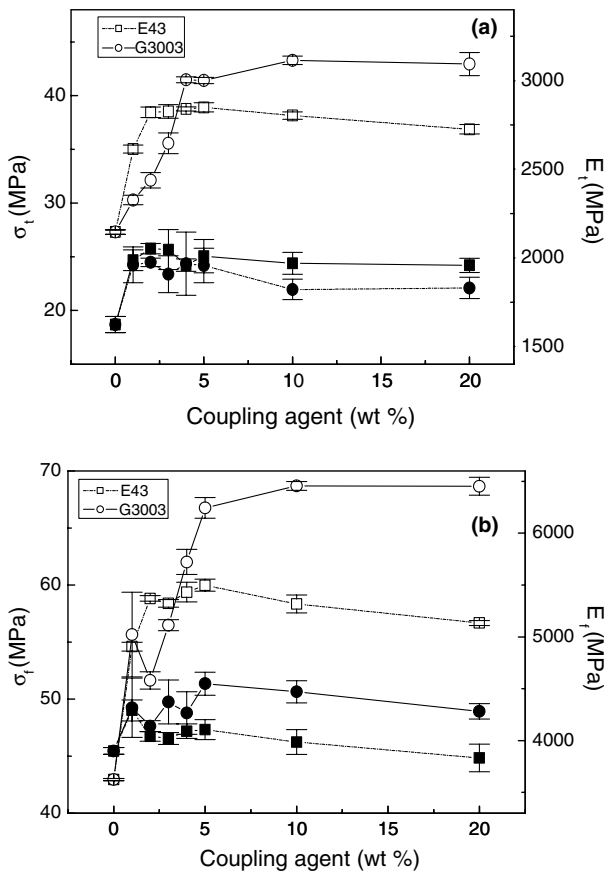 (a)
E43
G3003
40
30
20
σt (MPa)
3000
2500
2000
1500
Et (MPa)
0 5 10 15 20
Coupling agent (wt %)
(b)
E43
G3003
70
60
50
40
σf (MPa)
6000
5000
4000
Ef (MPa)
0 5 10 15 20
Coupling agent (wt %)